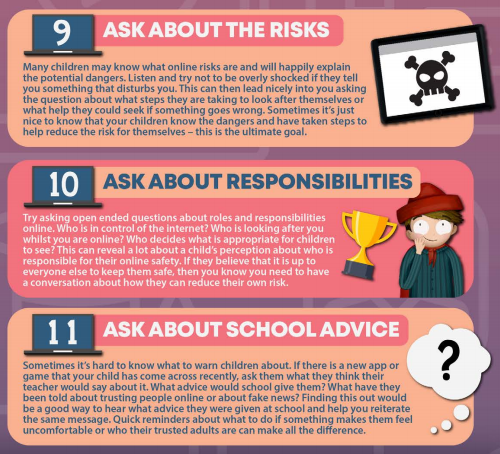 9 ASK ABOUT THE RISKS
Many children may know what online risks are and will happily explain
the potential dangers. Listen and try not to be overly shocked if they tell
you something that disturbs you. This can then lead nicely into you asking
the question about what steps they are taking to look after themselves or
what help they could seek if something goes wrong. Sometimes it's just
nice to know that your children know the dangers and have taken steps to
help reduce the risk for themselves – this is the ultimate goal.
10 ASK ABOUT RESPONSIBILITIES
Try asking open ended questions about roles and responsibilities
online. Who is in control of the internet? Who is looking after you
whilst you are online? Who decides what is appropriate for children
to see? This can reveal a lot about a child's perception about who is
responsible for their online safety. If they believe that it is up to
everyone else to keep them safe, then you know you need to have
a conversation about how they can reduce their own risk.
11 ASK ABOUT SCHOOL ADVICE
Sometimes it's hard to know what to warn children about. If there is a new app or
game that your child has come across recently, ask them what they think their
teacher would say about it. What advice would school give them? What have they
been told about trusting people online or about fake news? Finding this out would
be a good way to hear what advice they were given at school and help you reiterate
the same message. Quick reminders about what to do if something makes them feel
uncomfortable or who their trusted adults are can make all the difference.
?